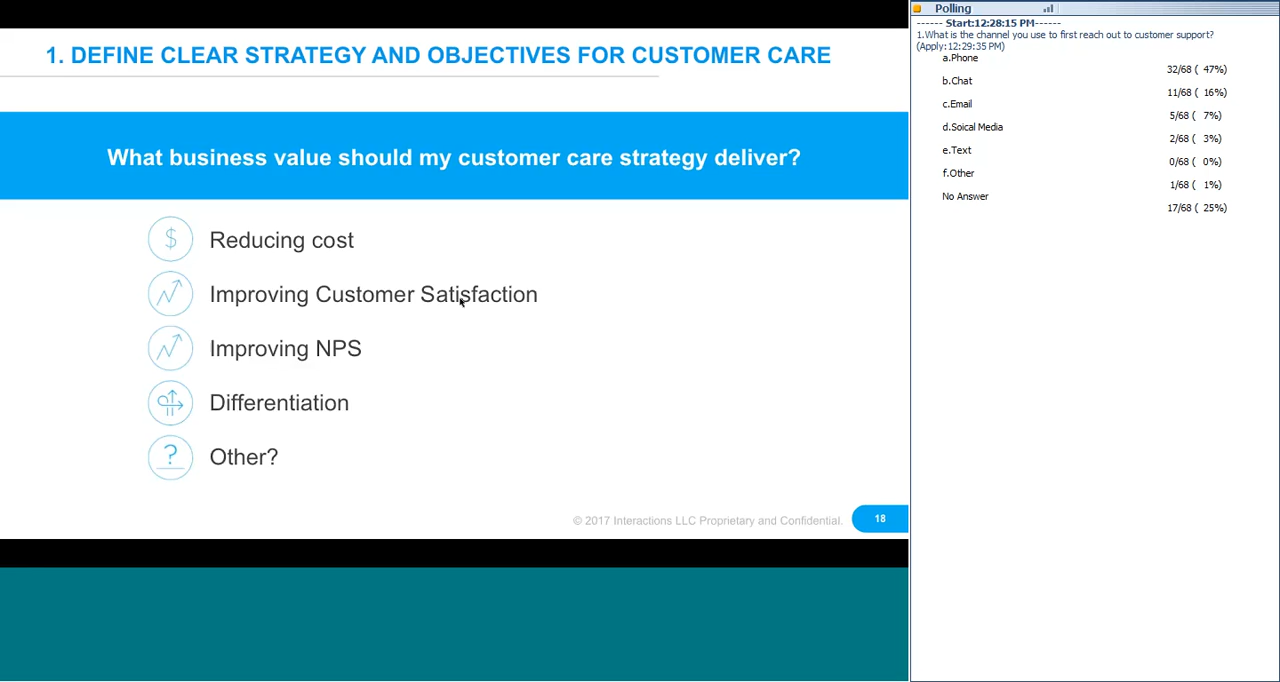 1. DEFINE CLEAR STRATEGY AND OBJECTIVES FOR CUSTOMER CARE
What business value should my customer care strategy deliver?
$ Reducing cost
Improving Customer Satisfaction
Improving NPS
Differentiation
? Other?
© 2017 Interactions LLC Proprietary and Confidential.
18
Polling
------ Start:12:28:15 PM------
1.What is the channel you use to first reach out to customer support?
(Apply:12:29:35 PM)
a.Phone
32/68 ( 47%)
b.Chat
11/68 ( 16%)
c.Email
5/68 ( 7%)
d.Soical Media
2/68 ( 3%)
e.Text
0/68 ( 0%)
f.Other
1/68 ( 1%)
No Answer
17/68 ( 25%)